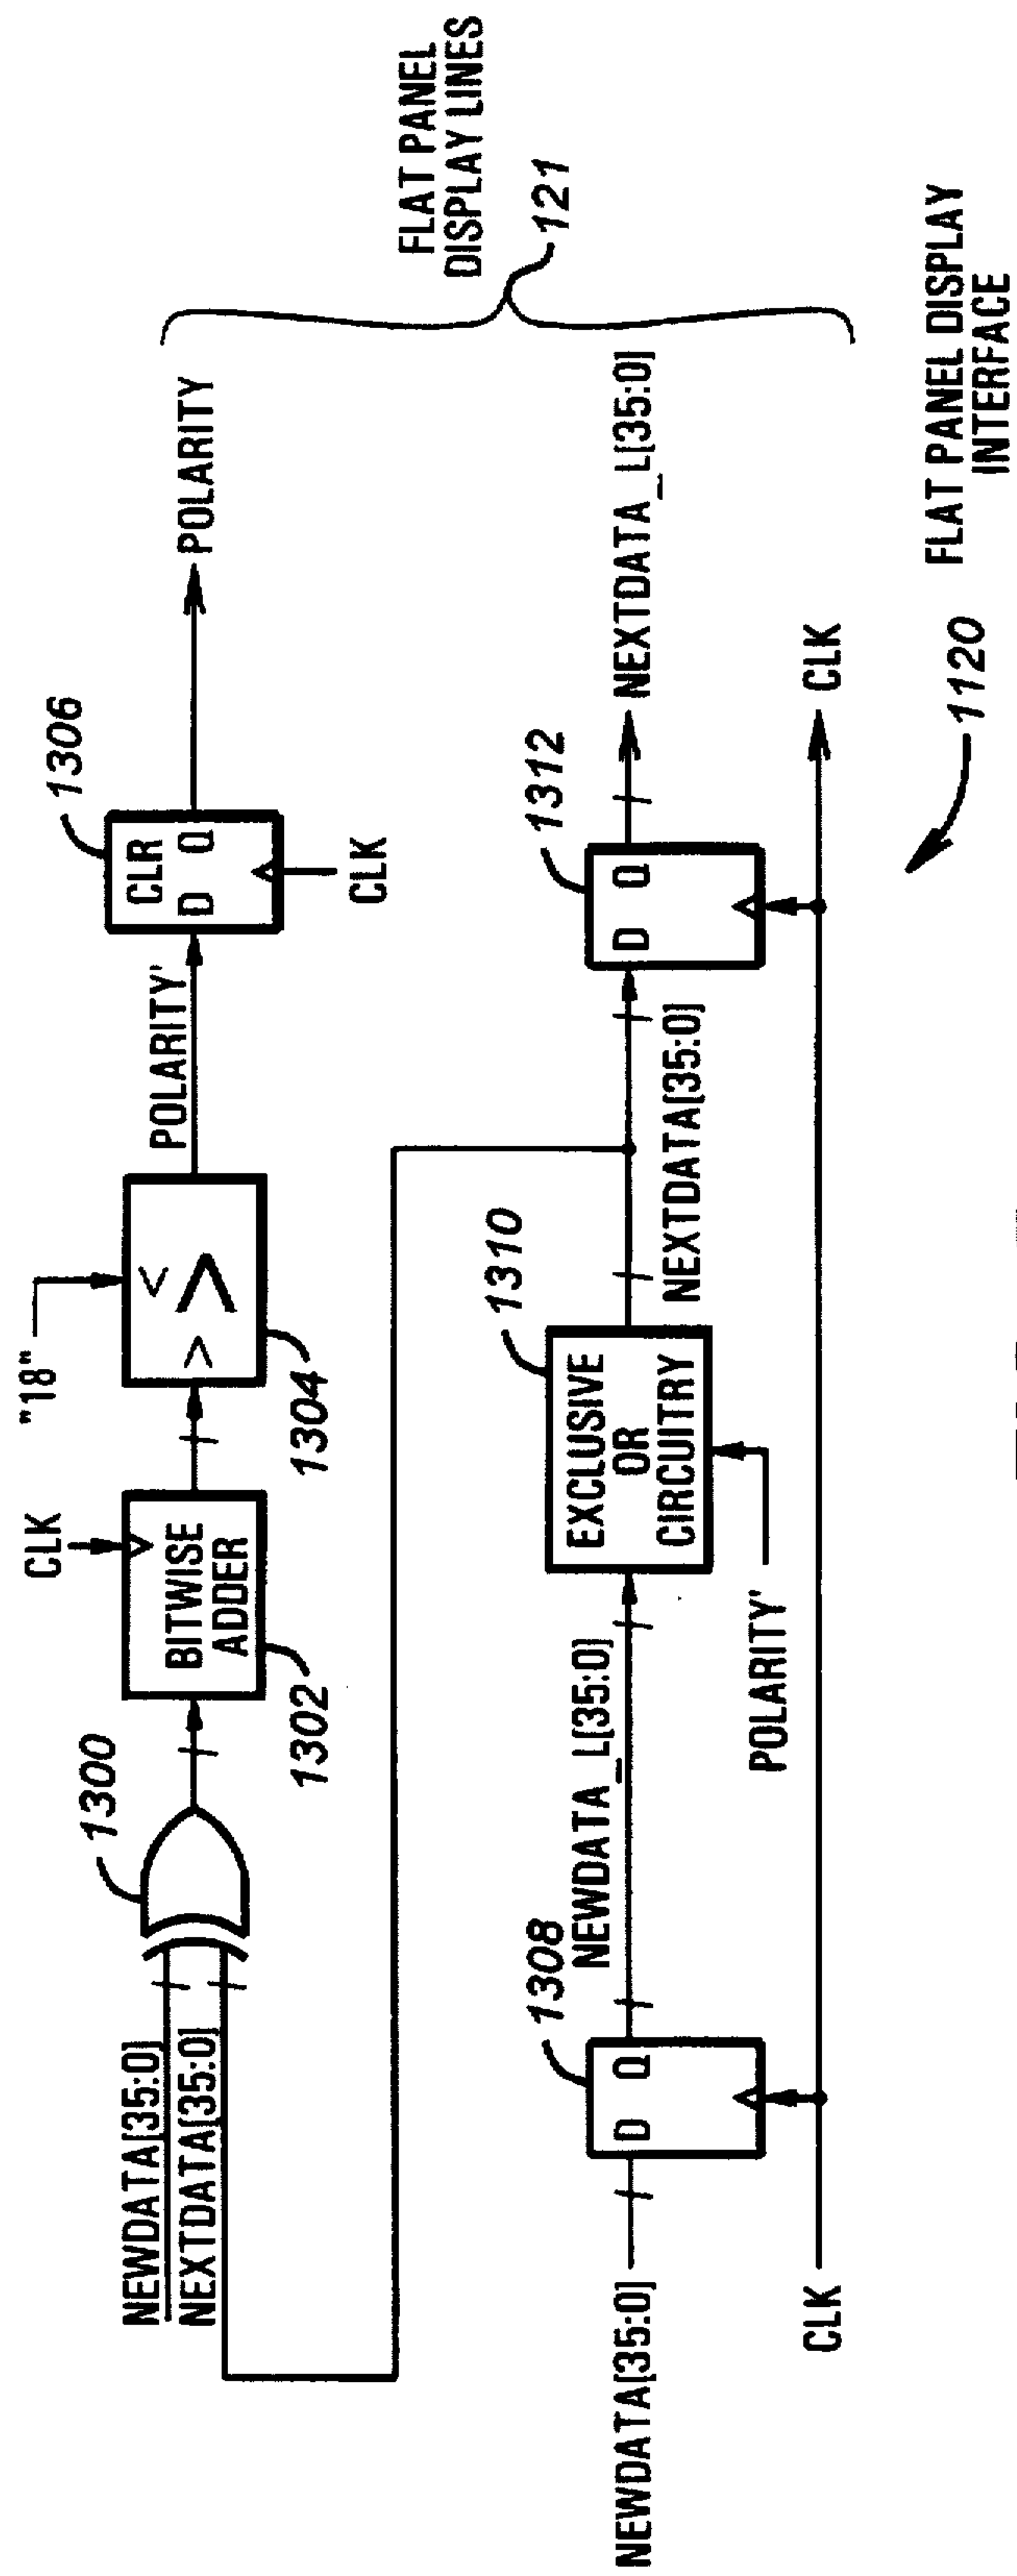 NEWDATA[35:0]
NEXTDATA[35:0]
1300
CLK
BITWISE
ADDER
1302
"18"
>
<
>
1304
POLARITY'
1306
CLR
D Q
CLK
POLARITY
FLAT PANEL
DISPLAY LINES
121
NEWDATA[35:0]
1308
D Q
NEWDATA_L[35:0]
EXCLUSIVE
OR
CIRCUITRY
1310
POLARITY'
NEXTDATA[35:0]
1312
D Q
NEXTDATA_L[35:0]
CLK
CLK
1120
FLAT PANEL DISPLAY
INTERFACE